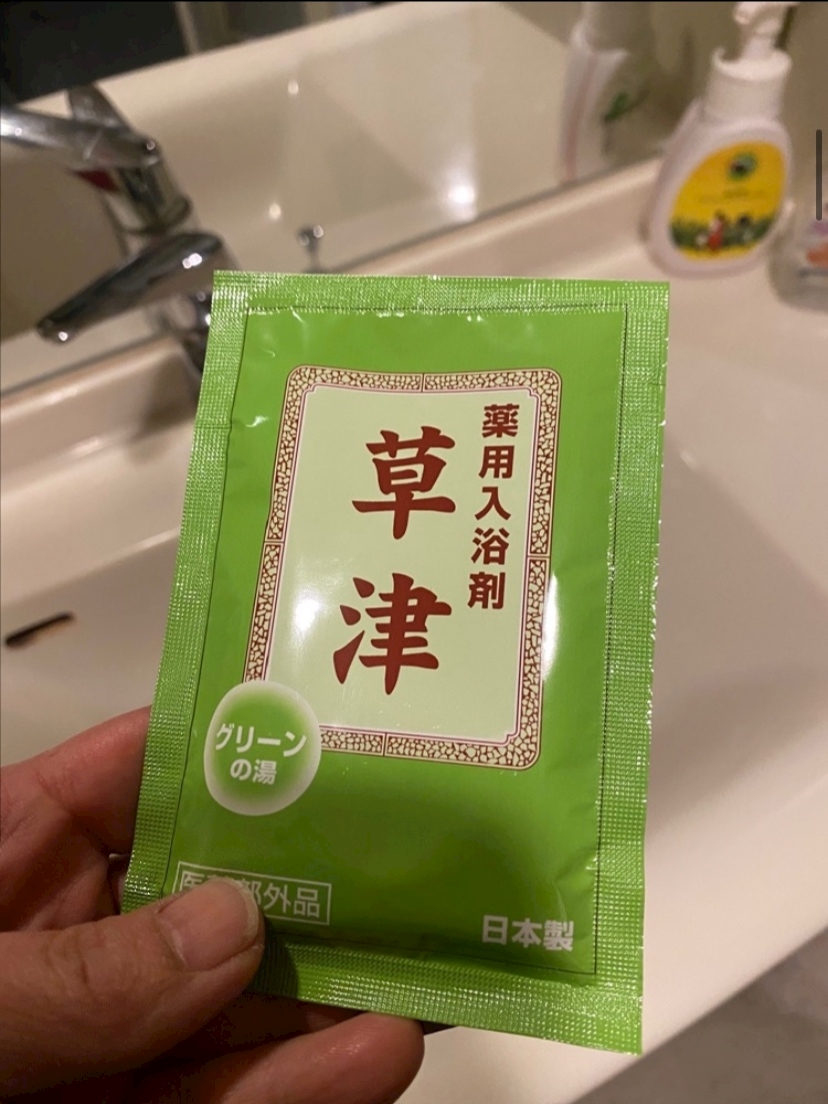 薬用入浴剤
草津
グリーン
の湯
部外品
日本製